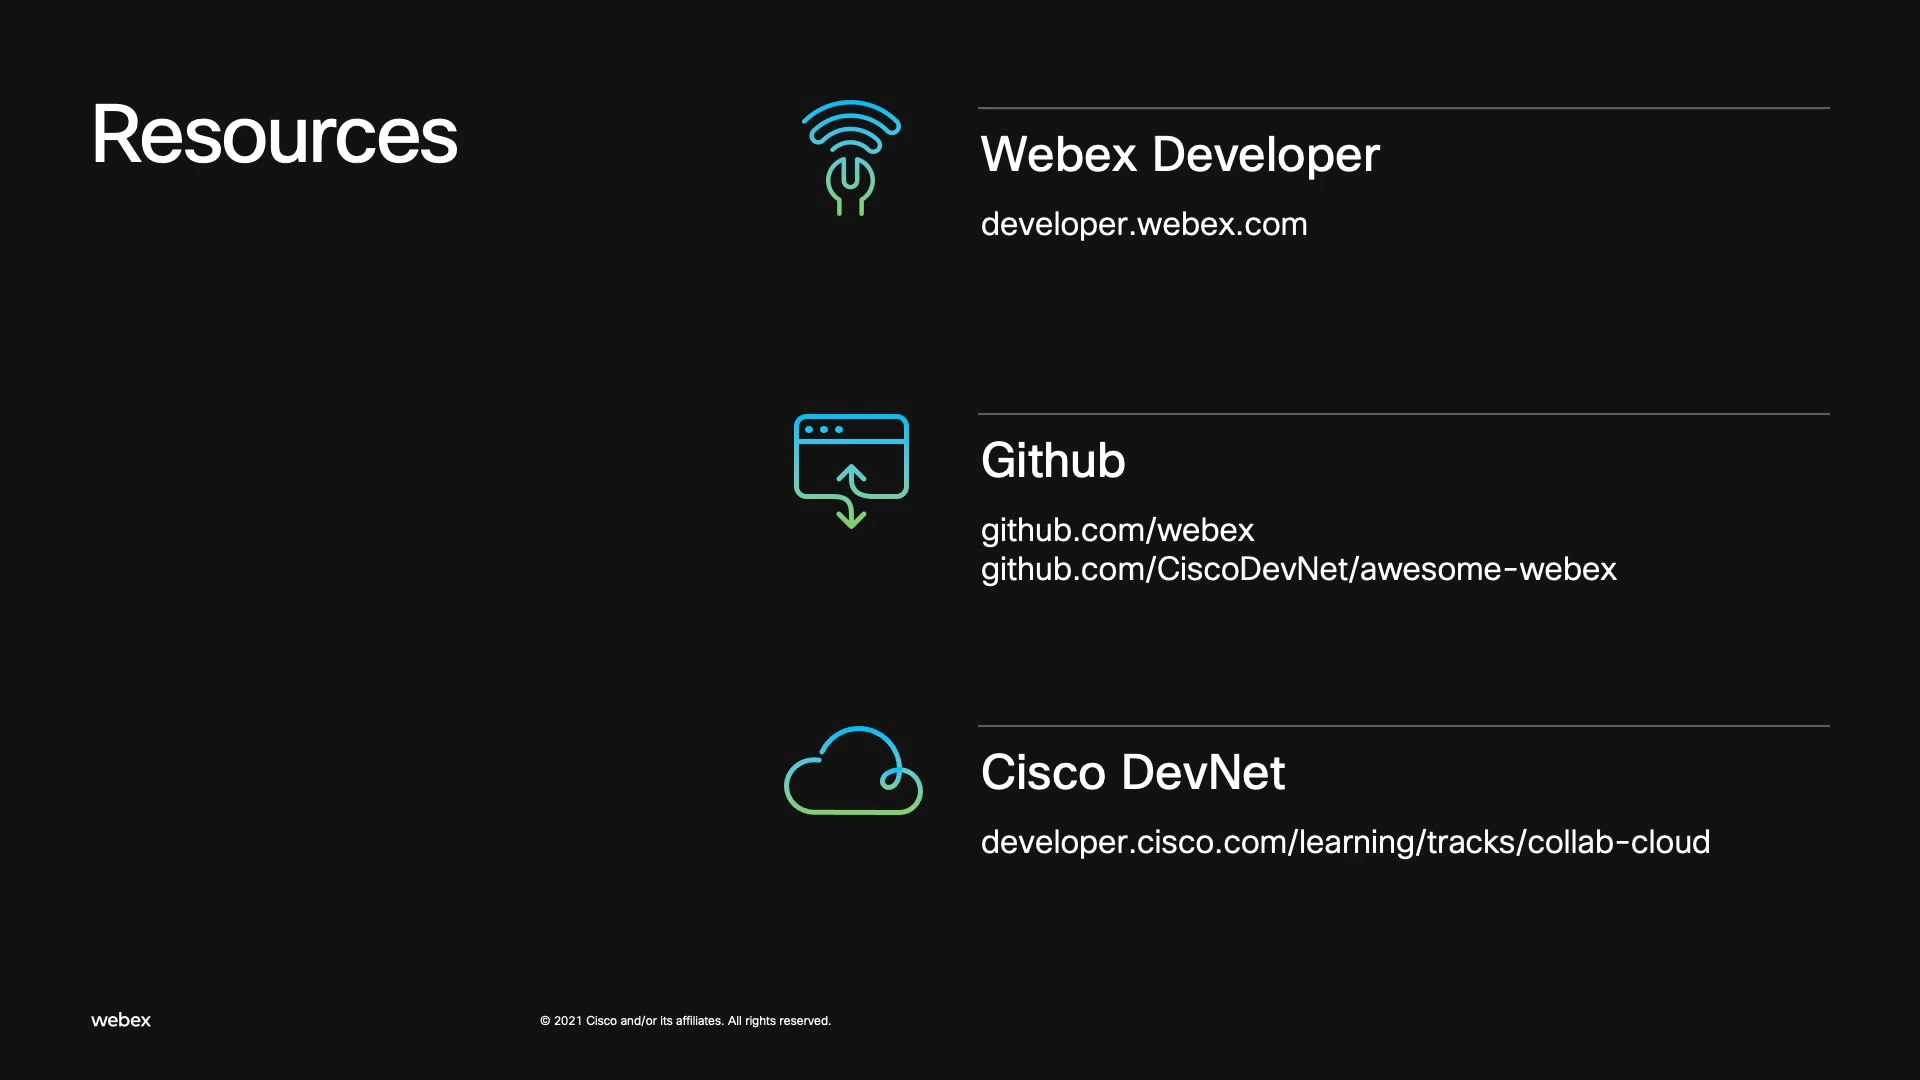 Resources
Webex Developer
developer.webex.com
Github
github.com/webex
github.com/CiscoDevNet/awesome-webex
Cisco DevNet
developer.cisco.com/learning/tracks/collab-cloud
webex
© 2021 Cisco and/or its affiliates. All rights reserved.